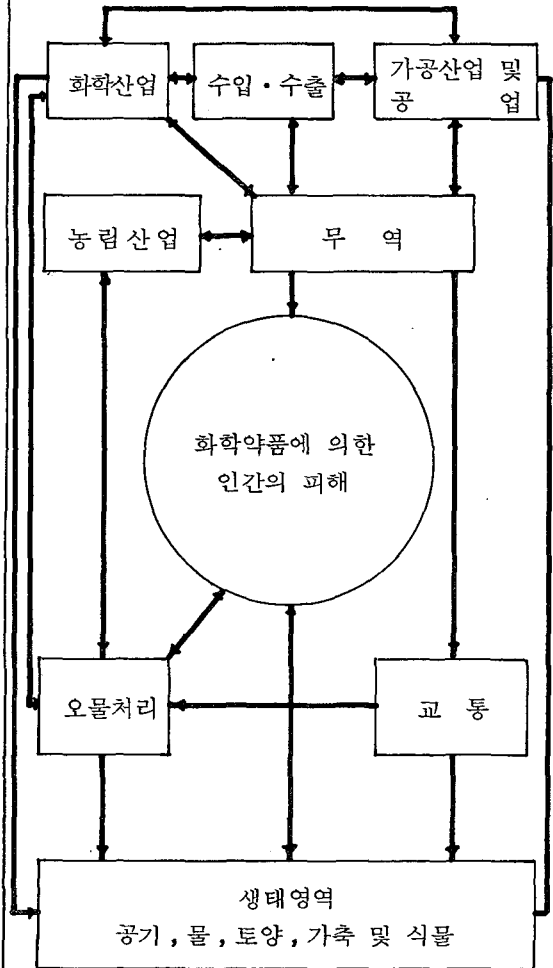 화학산업
수입·수출
가공산업 및
공 업
농림산업
무 역
화학약품에 의한
인간의 피해
오물처리
교 통
생태영역
공기, 물, 토양, 가축 및 식물